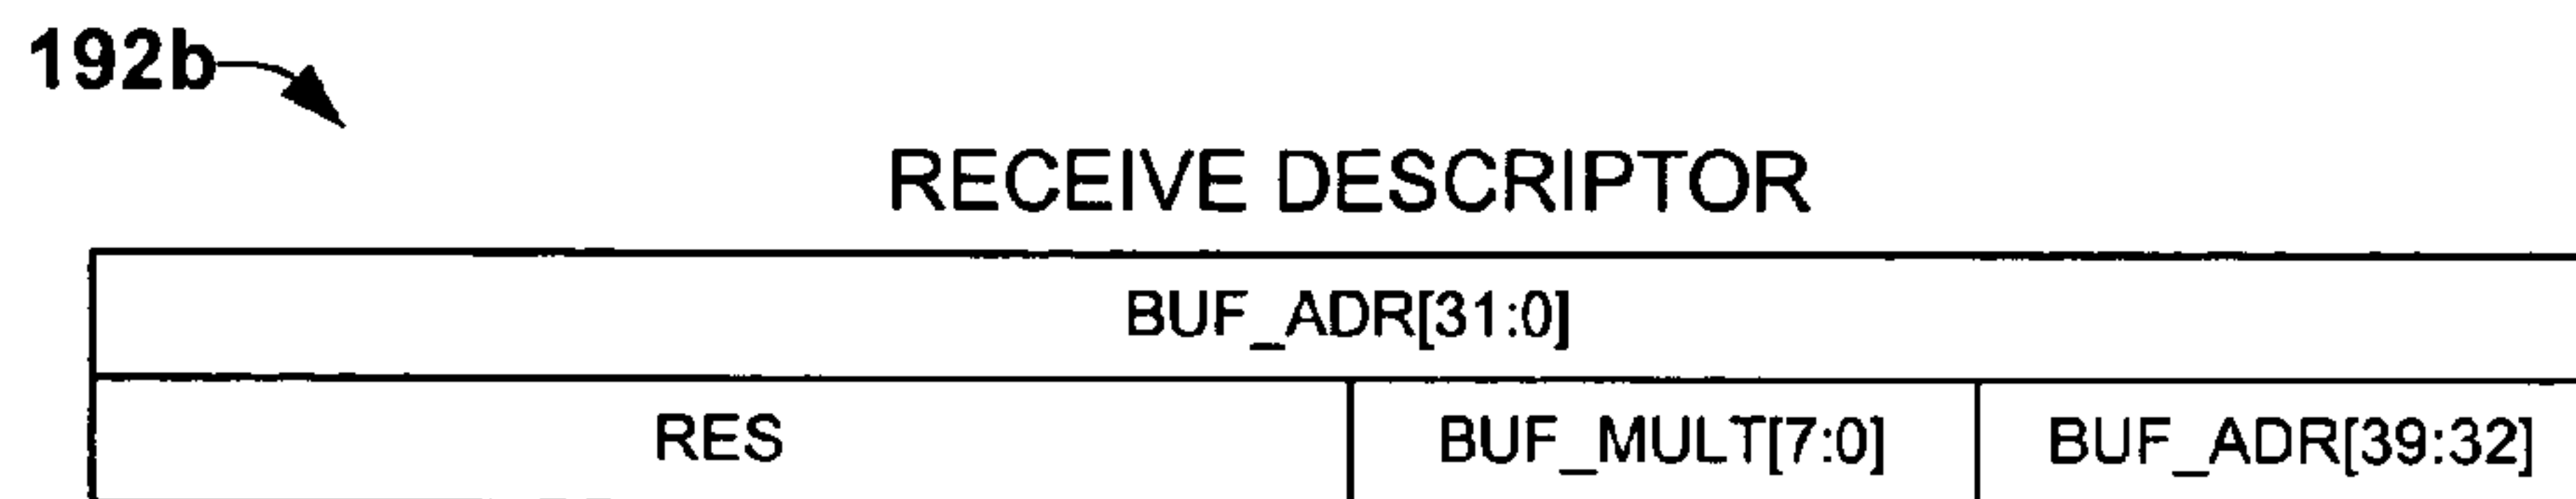 192b
RECEIVE DESCRIPTOR
BUF_ADR[31:0]
RES BUF_MULT[7:0] BUF_ADR[39:32]